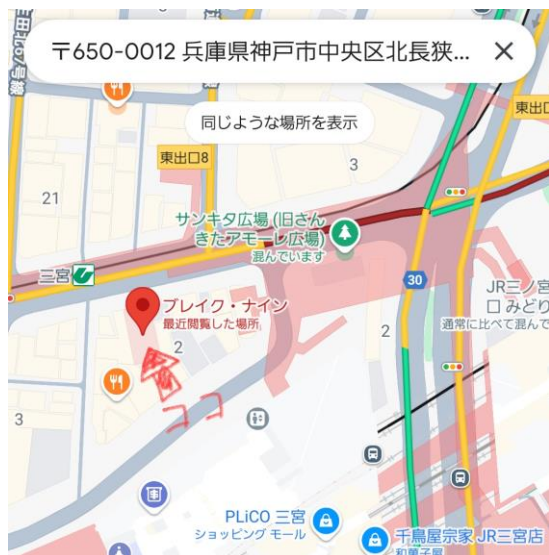 〒650-0012 兵庫県神戸市中央区北長狭...
同じような場所を表示
東出口8
東出口
21
3
サンキタ広場 (旧さん
きたアモーレ広場)
混んでいます
三宮
30
JR三ノ宮
口 みどり
通常に比べて混んで
ブレイク・ナイン
最近閲覧した場所
2
2
ココ
3
PLiCO 三宮
ショッピング モール
千鳥屋宗家 JR三宮店
和菓子屋